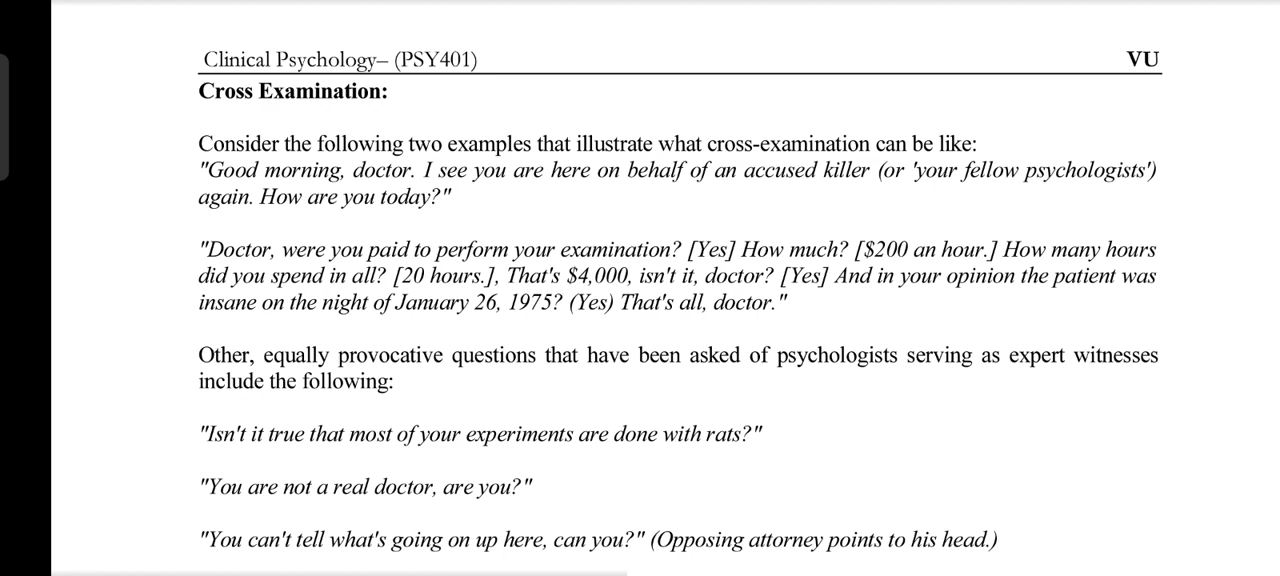 Clinical Psychology– (PSY401) VU
Cross Examination:
Consider the following two examples that illustrate what cross-examination can be like:
"Good morning, doctor. I see you are here on behalf of an accused killer (or 'your fellow psychologists')
again. How are you today?"
"Doctor, were you paid to perform your examination? [Yes] How much? [$200 an hour.] How many hours
did you spend in all? [20 hours.], That's $4,000, isn't it, doctor? [Yes] And in your opinion the patient was
insane on the night of January 26, 1975? (Yes) That's all, doctor."
Other, equally provocative questions that have been asked of psychologists serving as expert witnesses
include the following:
"Isn't it true that most of your experiments are done with rats?"
"You are not a real doctor, are you?"
"You can't tell what's going on up here, can you?" (Opposing attorney points to his head.)